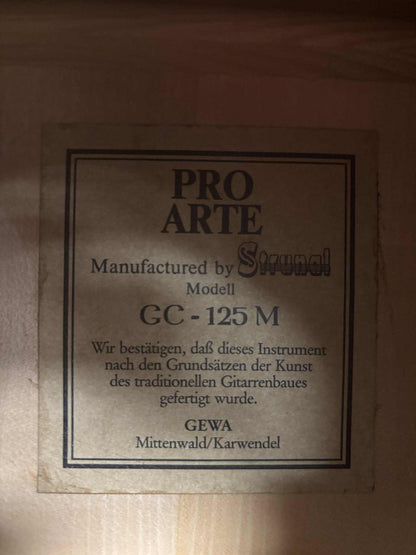 PRO
ARTE
Manufactured by Strunal
Modell
GC - 125 M
Wir bestätigen, daß dieses Instrument
nach den Grundsätzen der Kunst
des traditionellen Gitarrenbaues
gefertigt wurde.
GEWA
Mittenwald/Karwendel